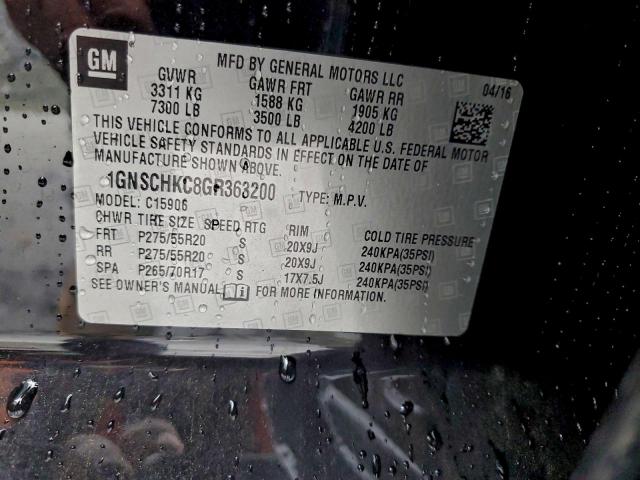 GM
MFD BY GENERAL MOTORS LLC
04/16
GVWR GAWR FRT GAWR RR
3311 KG 1588 KG 1905 KG
7300 LB 3500 LB 4200 LB
THIS VEHICLE CONFORMS TO ALL APPLICABLE U.S. FEDERAL MOTOR
VEHICLE SAFETY STANDARDS IN EFFECT ON THE DATE OF
MANUFACTURE SHOWN ABOVE.
1GNSCHKC8GR363200 TYPE: M.P.V.
MODEL: C15906
CHWR TIRE SIZE SPEED RTG RIM COLD TIRE PRESSURE
FRT P275/55R20 S 20X9J 240KPA(35PSI)
RR P275/55R20 S 20X9J 240KPA(35PSI)
SPA P265/70R17 S 17X7.5J 240KPA(35PSI)
SEE OWNER'S MANUAL FOR MORE INFORMATION.